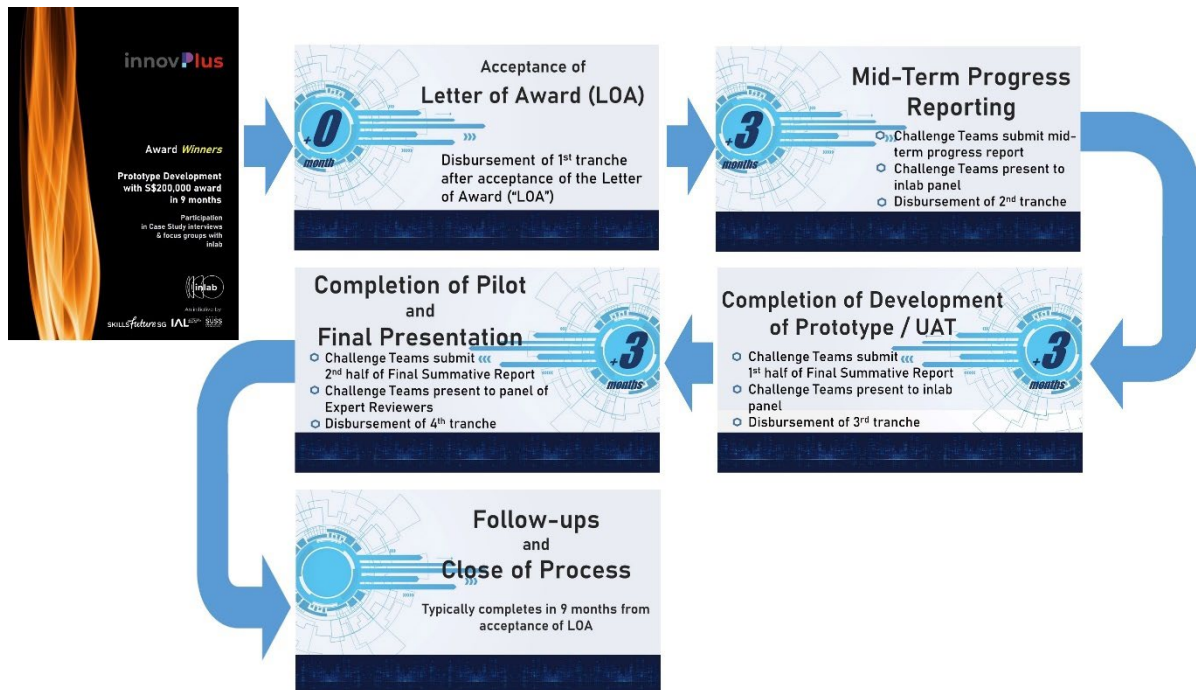 innovPlus
Award Winners
Prototype Development
with S$200,000 award
in 9 months
Participation
in Case Study interviews
& focus groups with
inlab
inlab
An initiative by:
SKILLSfutureSG IAL SUSS
Acceptance of
Letter of Award (LOA)
+0
month
Disbursement of 1st tranche
after acceptance of the Letter
of Award (“LOA”)
Mid-Term Progress
Reporting
+3
months
Challenge Teams submit mid-
term progress report
Challenge Teams present to
inlab panel
Disbursement of 2nd tranche
Completion of Development
of Prototype / UAT
+3
months
Challenge Teams submit
1st half of Final Summative Report
Challenge Teams present to inlab
panel
Disbursement of 3rd tranche
Completion of Pilot
and
Final Presentation
+3
months
Challenge Teams submit
2nd half of Final Summative Report
Challenge Teams present to panel of
Expert Reviewers
Disbursement of 4th tranche
Follow-ups
and
Close of Process
Typically completes in 9 months from
acceptance of LOA